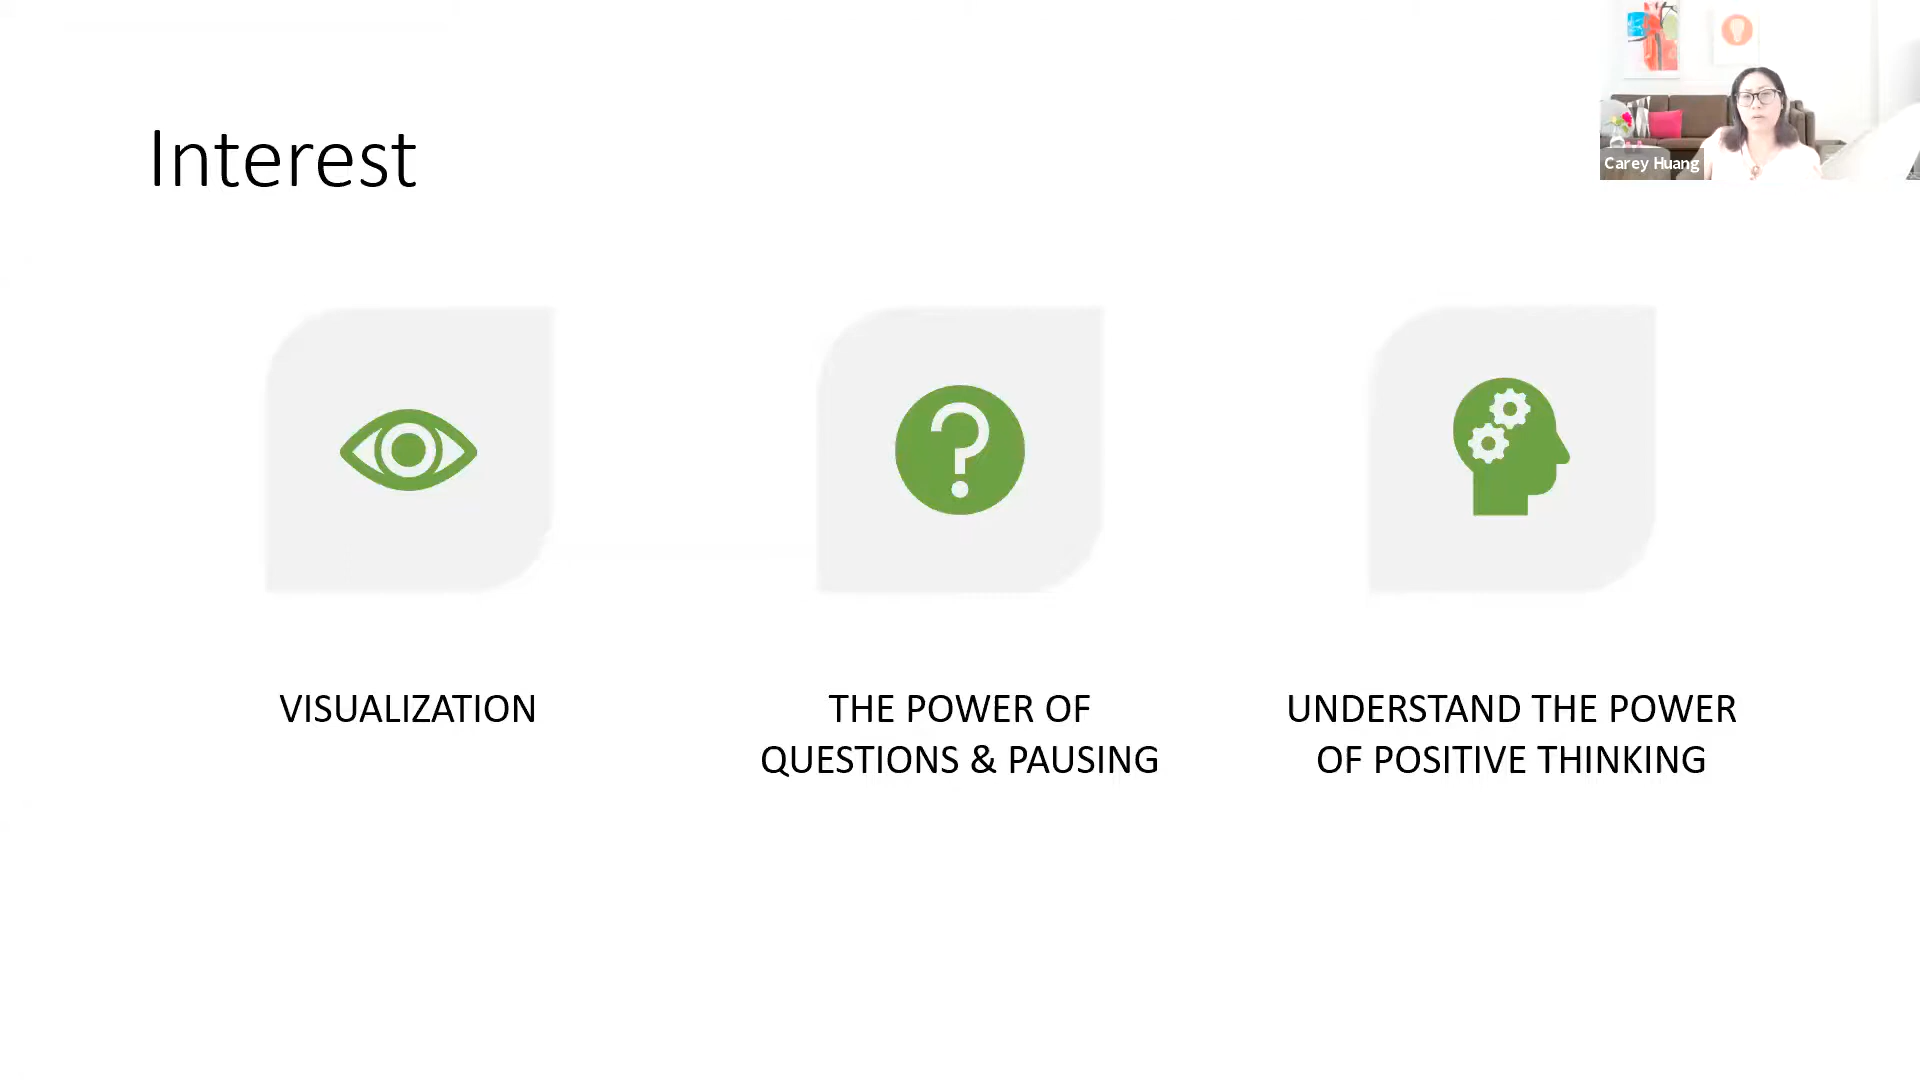 Interest
Carey Huang
VISUALIZATION
THE POWER OF
QUESTIONS & PAUSING
UNDERSTAND THE POWER
OF POSITIVE THINKING